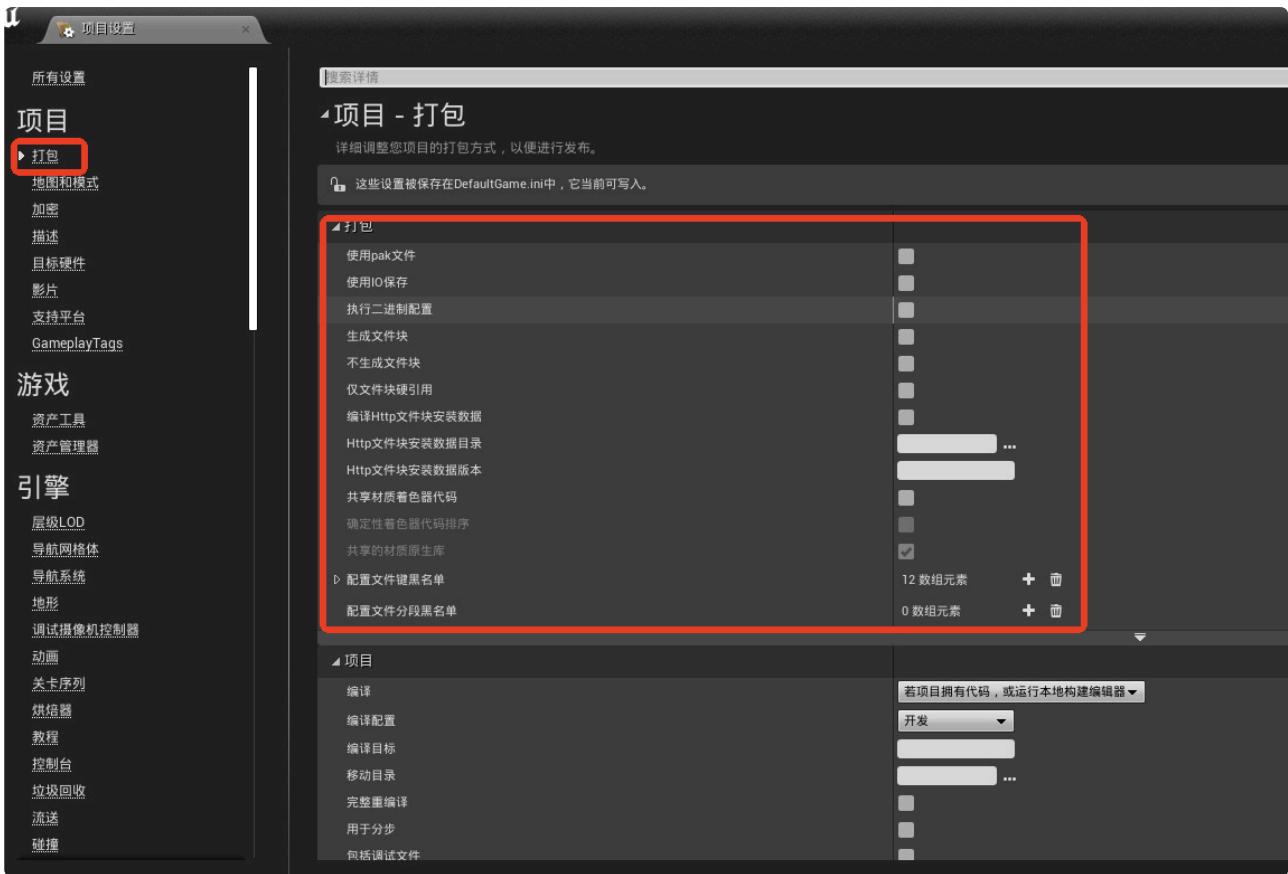 项目设置
所有设置
项目
打包
地图和模式
加密
描述
目标硬件
影片
支持平台
GameplayTags
游戏
资产工具
资产管理器
引擎
层级LOD
导航网格体
导航系统
地形
调试摄像机控制器
动画
关卡序列
烘焙器
教程
控制台
垃圾回收
流送
碰撞
搜索详情
项目 - 打包
详细调整您项目的打包方式，以便进行发布。
这些设置被保存在DefaultGame.ini中，它当前可写入。
打包
使用pak文件
使用IO保存
执行二进制配置
生成文件块
不生成文件块
仅文件块硬引用
编译Http文件块安装数据
Http文件块安装数据目录 ...
Http文件块安装数据版本
共享材质着色器代码
确定性着色器代码排序
共享的材质原生库
配置文件键黑名单 12 数组元素
配置文件分段黑名单 0 数组元素
项目
编译 若项目拥有代码，或运行本地构建编辑器
编译配置 开发
编译目标
移动目录 ...
完整重编译
用于分步
包括调试文件